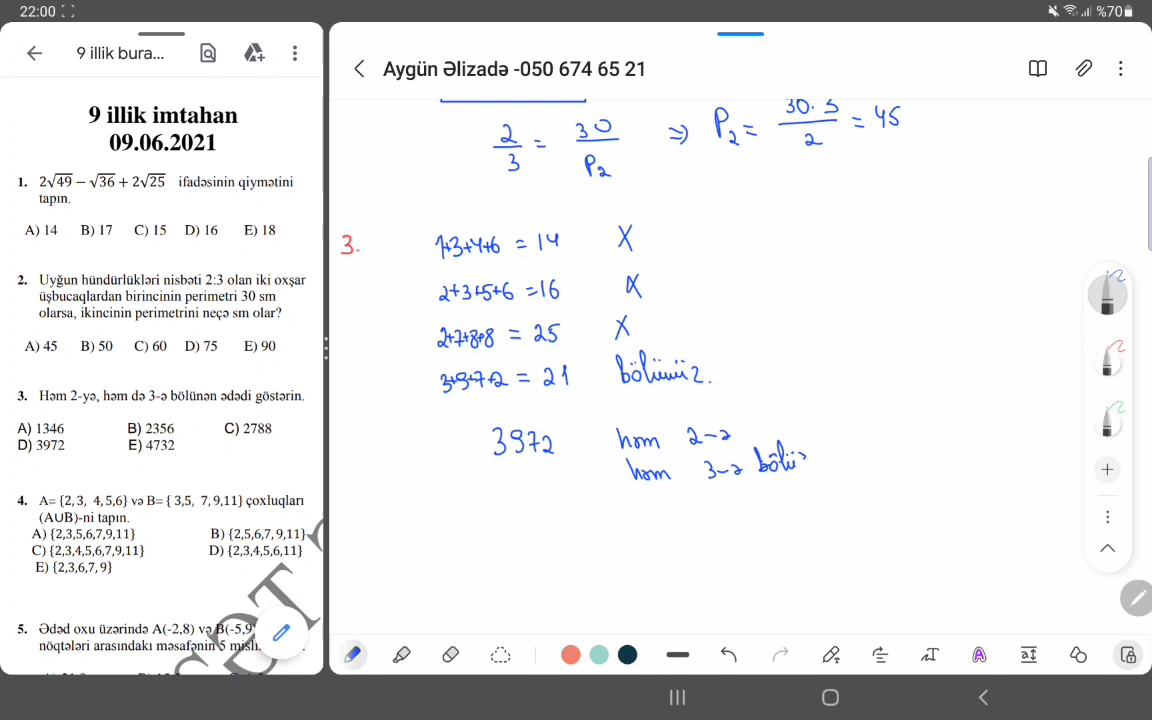 22:00
%70
9 illik bura...
9 illik imtahan
09.06.2021
1. 2√49 − √36 + 2√25 ifadəsinin qiymətini
tapın.
A) 14 B) 17 C) 15 D) 16 E) 18
2. Uyğun hündürlükləri nisbəti 2:3 olan iki oxşar
üşbucaqlardan birincinin perimetri 30 sm
olarsa, ikincinin perimetrini neçə sm olar?
A) 45 B) 50 C) 60 D) 75 E) 90
3. Həm 2-yə, həm də 3-ə bölünən ədədi göstərin.
A) 1346 B) 2356 C) 2788
D) 3972 E) 4732
4. A= {2,3, 4,5,6} və B= { 3,5, 7,9,11} çoxluqları
(AUB)-ni tapın.
A) {2,3,5,6,7,9,11} B) {2,5,6,7,9,11}
C) {2,3,4,5,6,7,9,11} D) {2,3,4,5,6,11}
E) {2,3,6,7,9}
5. Ədəd oxu üzərində A(-2,8) və B(-5,9
nöqtələri arasındakı məsafənin 5 misli
Aygün Əlizadə -050 674 65 21
2/3 = 30/P₂ ⇒ P₂ = 30·3/2 = 45
3. 1+3+4+6 = 14 X
2+3+5+6 = 16 X
2+7+8+8 = 25 X
3+9+7+2 = 21 bölünür.
3972 həm 2-ə
həm 3-ə bölü